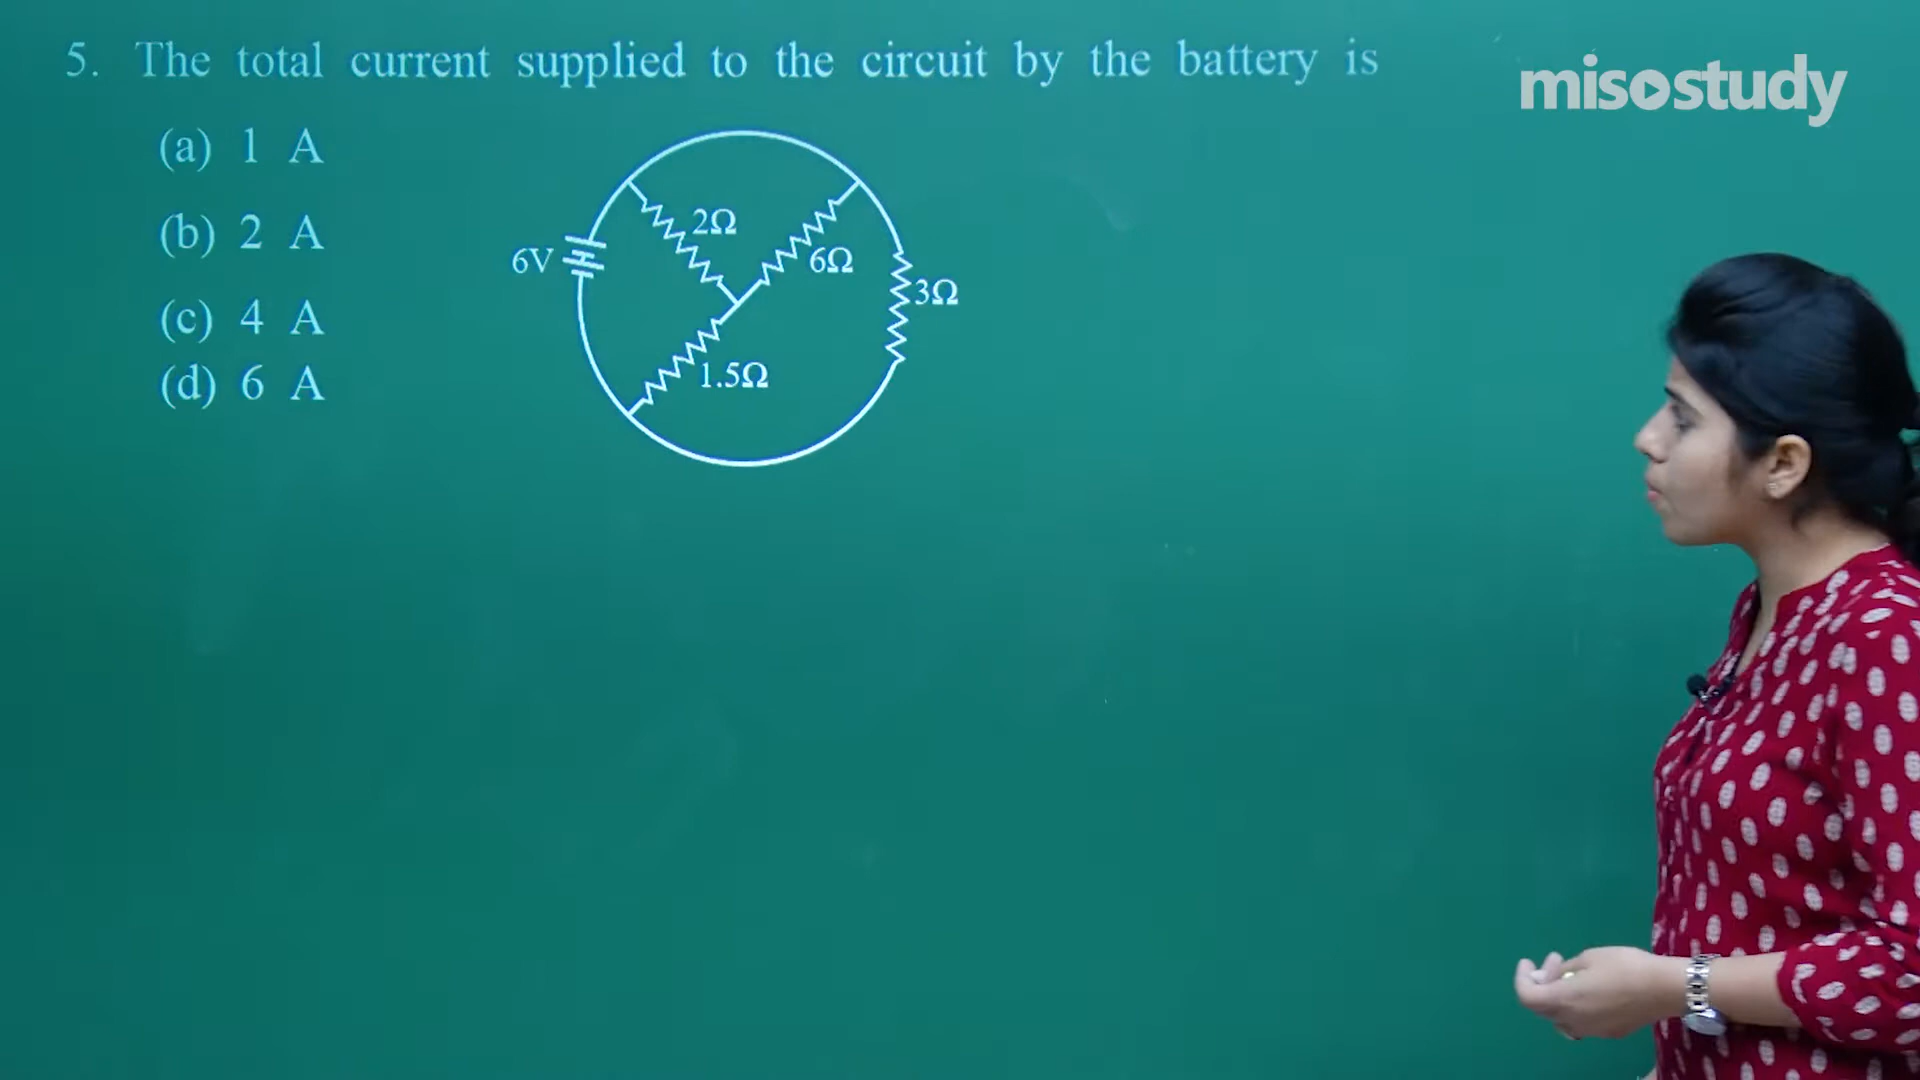 5. The total current supplied to the circuit by the battery is
misostudy
(a) 1 A
(b) 2 A
(c) 4 A
(d) 6 A
2Ω
6V
6Ω
3Ω
1.5Ω